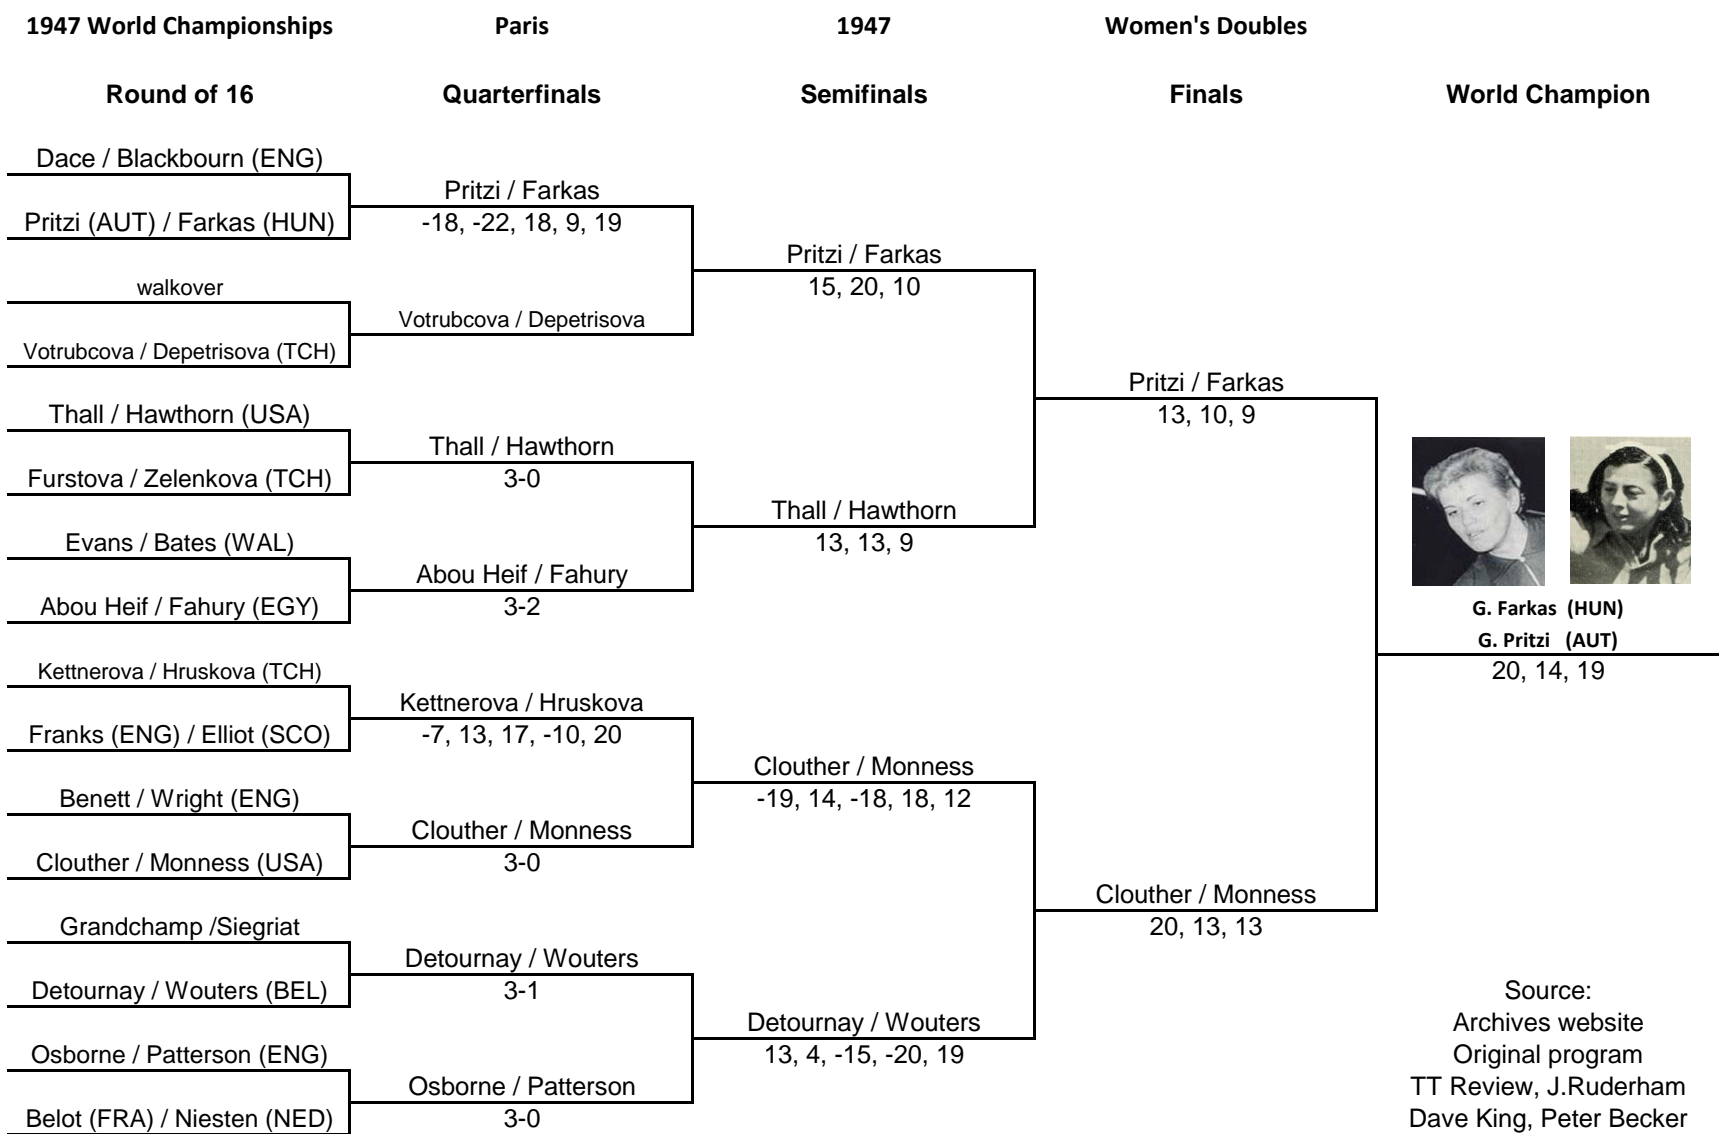 1947 World Championships Paris 1947 Women's Doubles
Round of 16 Quarterfinals Semifinals Finals World Champion
Dace / Blackbourn (ENG)
Pritzi (AUT) / Farkas (HUN)
walkover
Votrubcova / Depetrisova (TCH)
Thall / Hawthorn (USA)
Furstova / Zelenkova (TCH)
Evans / Bates (WAL)
Abou Heif / Fahury (EGY)
Kettnerova / Hruskova (TCH)
Franks (ENG) / Elliot (SCO)
Benett / Wright (ENG)
Clouther / Monness (USA)
Grandchamp /Siegriat
Detournay / Wouters (BEL)
Osborne / Patterson (ENG)
Belot (FRA) / Niesten (NED)
Pritzi / Farkas
-18, -22, 18, 9, 19
Votrubcova / Depetrisova
Thall / Hawthorn
3-0
Abou Heif / Fahury
3-2
Kettnerova / Hruskova
-7, 13, 17, -10, 20
Clouther / Monness
3-0
Detournay / Wouters
3-1
Osborne / Patterson
3-0
Pritzi / Farkas
15, 20, 10
Thall / Hawthorn
13, 13, 9
Clouther / Monness
-19, 14, -18, 18, 12
Detournay / Wouters
13, 4, -15, -20, 19
Pritzi / Farkas
13, 10, 9
Clouther / Monness
20, 13, 13
G. Farkas (HUN)
G. Pritzi (AUT)
20, 14, 19
Source:
Archives website
Original program
TT Review, J.Ruderham
Dave King, Peter Becker